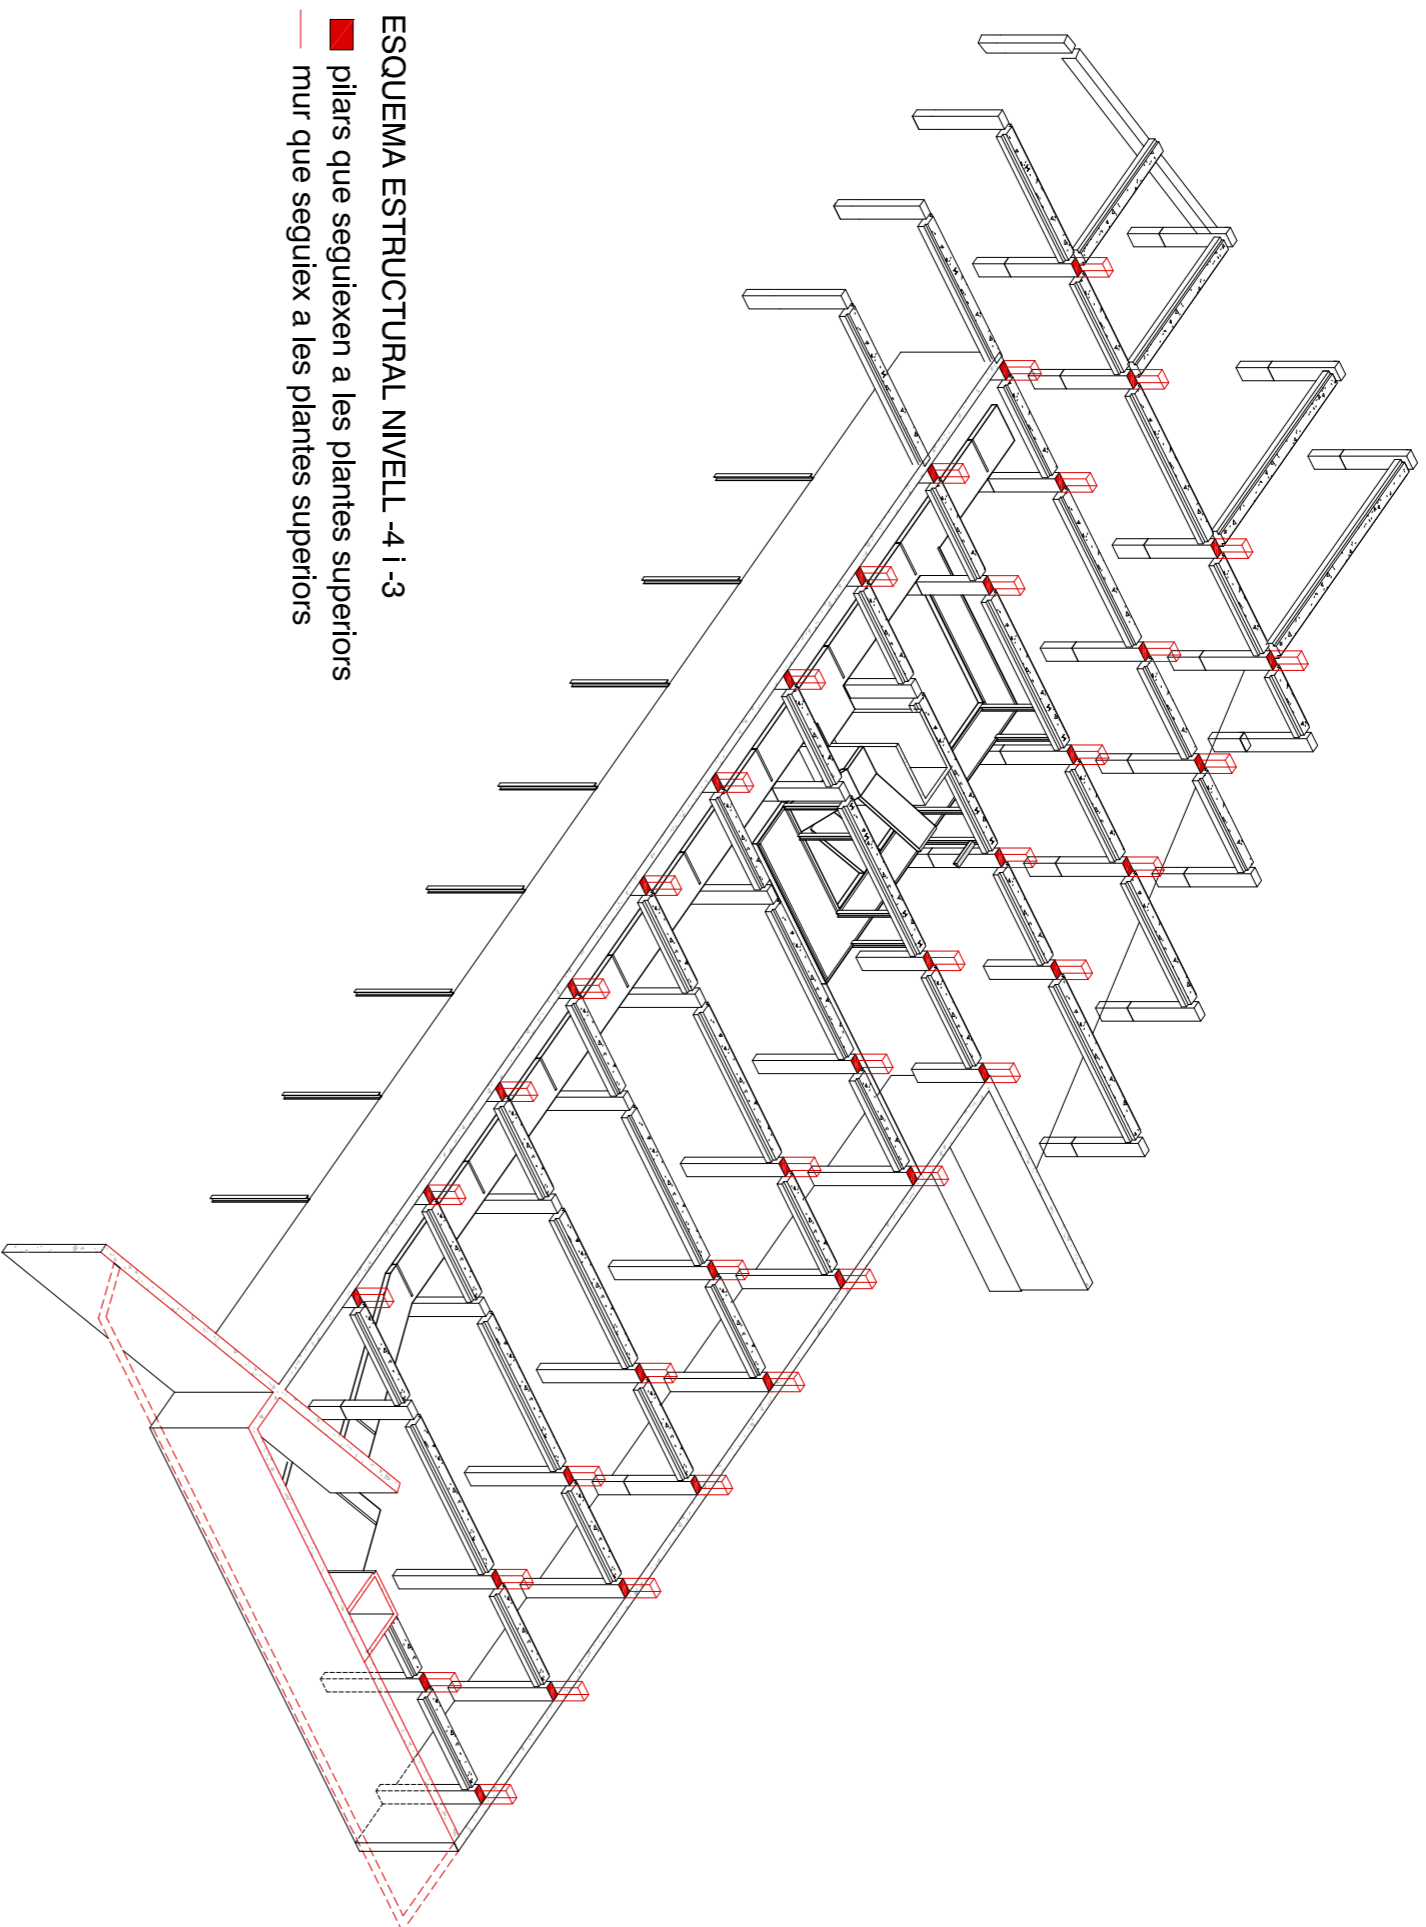 ESQUEMA ESTRUCTURAL NIVELL -4 i -3
pilars que seguiexen a les plantes superiors
mur que seguiex a les plantes superiors